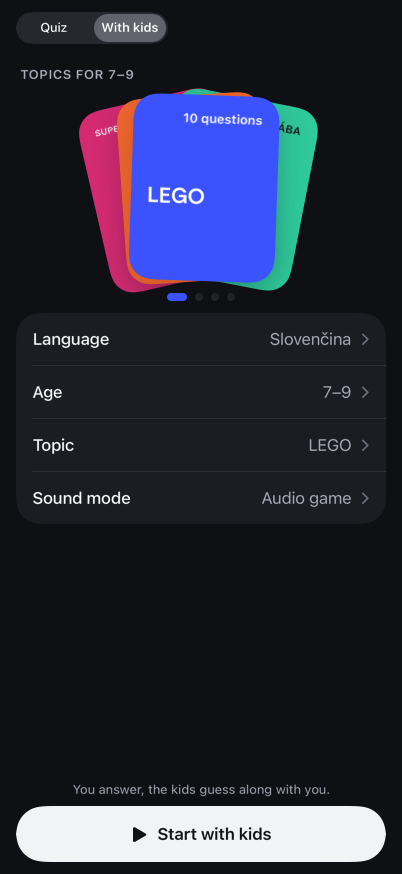 Quiz
With kids
TOPICS FOR 7–9
10 questions
LEGO
Language
Slovenčina
Age
7–9
Topic
LEGO
Sound mode
Audio game
You answer, the kids guess along with you.
Start with kids